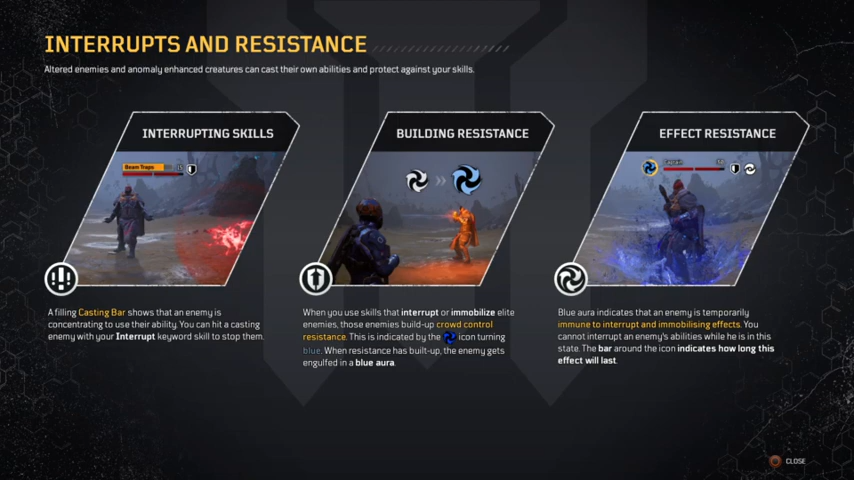 INTERRUPTS AND RESISTANCE
Altered enemies and anomaly enhanced creatures can cast their own abilities and protect against your skills.
INTERRUPTING SKILLS
Beam Traps
A filling Casting Bar shows that an enemy is
concentrating to use their ability. You can hit a casting
enemy with your Interrupt keyword skill to stop them.
BUILDING RESISTANCE
When you use skills that interrupt or immobilize elite
enemies, those enemies build-up crowd control
resistance. This is indicated by the icon turning
blue. When resistance has built-up, the enemy gets
engulfed in a blue aura.
EFFECT RESISTANCE
Captain
Blue aura indicates that an enemy is temporarily
immune to interrupt and immobilising effects. You
cannot interrupt an enemy's abilities while he is in this
state. The bar around the icon indicates how long this
effect will last.
CLOSE